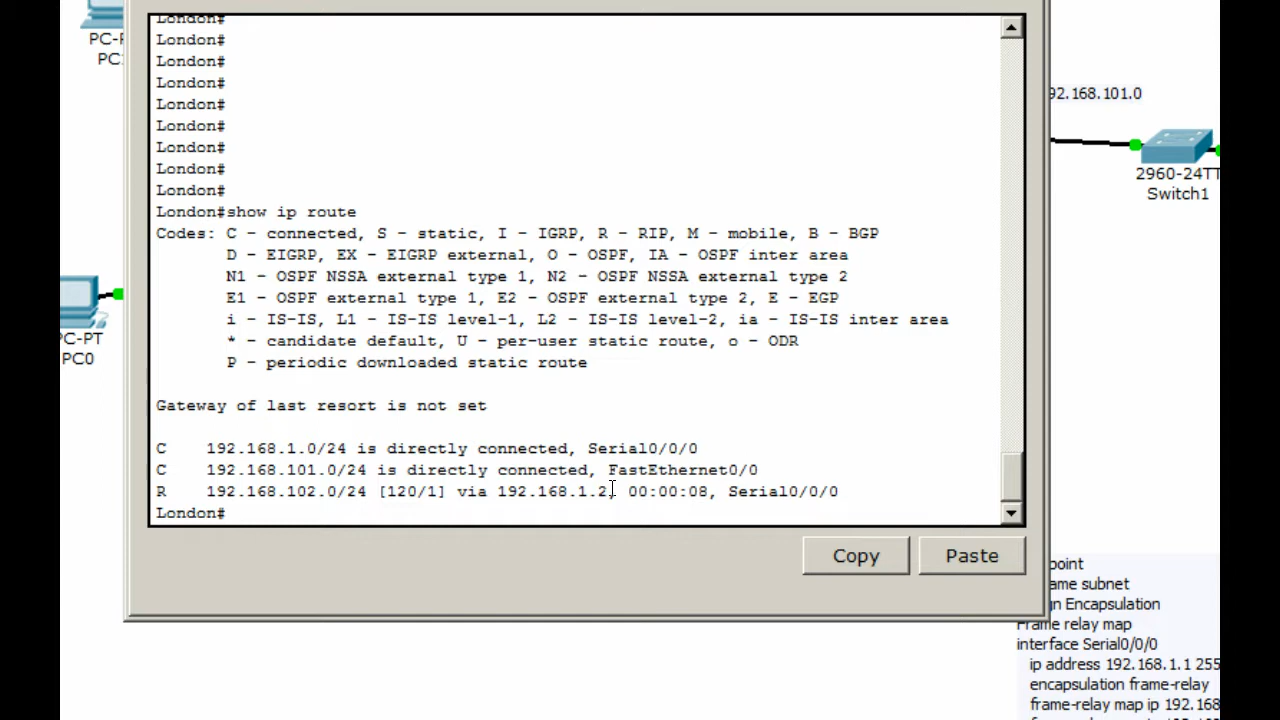 London#
London#
London#
London#
London#
London#
London#
London#
London#
London#show ip route
Codes: C - connected, S - static, I - IGRP, R - RIP, M - mobile, B - BGP
D - EIGRP, EX - EIGRP external, O - OSPF, IA - OSPF inter area
N1 - OSPF NSSA external type 1, N2 - OSPF NSSA external type 2
E1 - OSPF external type 1, E2 - OSPF external type 2, E - EGP
i - IS-IS, L1 - IS-IS level-1, L2 - IS-IS level-2, ia - IS-IS inter area
* - candidate default, U - per-user static route, o - ODR
P - periodic downloaded static route
Gateway of last resort is not set
C 192.168.1.0/24 is directly connected, Serial0/0/0
C 192.168.101.0/24 is directly connected, FastEthernet0/0
R 192.168.102.0/24 [120/1] via 192.168.1.2, 00:00:08, Serial0/0/0
London#
Copy Paste
PC-P
PC
C-PT
PC0
92.168.101.0
2960-24TT
Switch1
point
ame subnet
gn Encapsulation
Frame relay map
interface Serial0/0/0
ip address 192.168.1.1 255
encapsulation frame-relay
frame-relay map ip 192.168